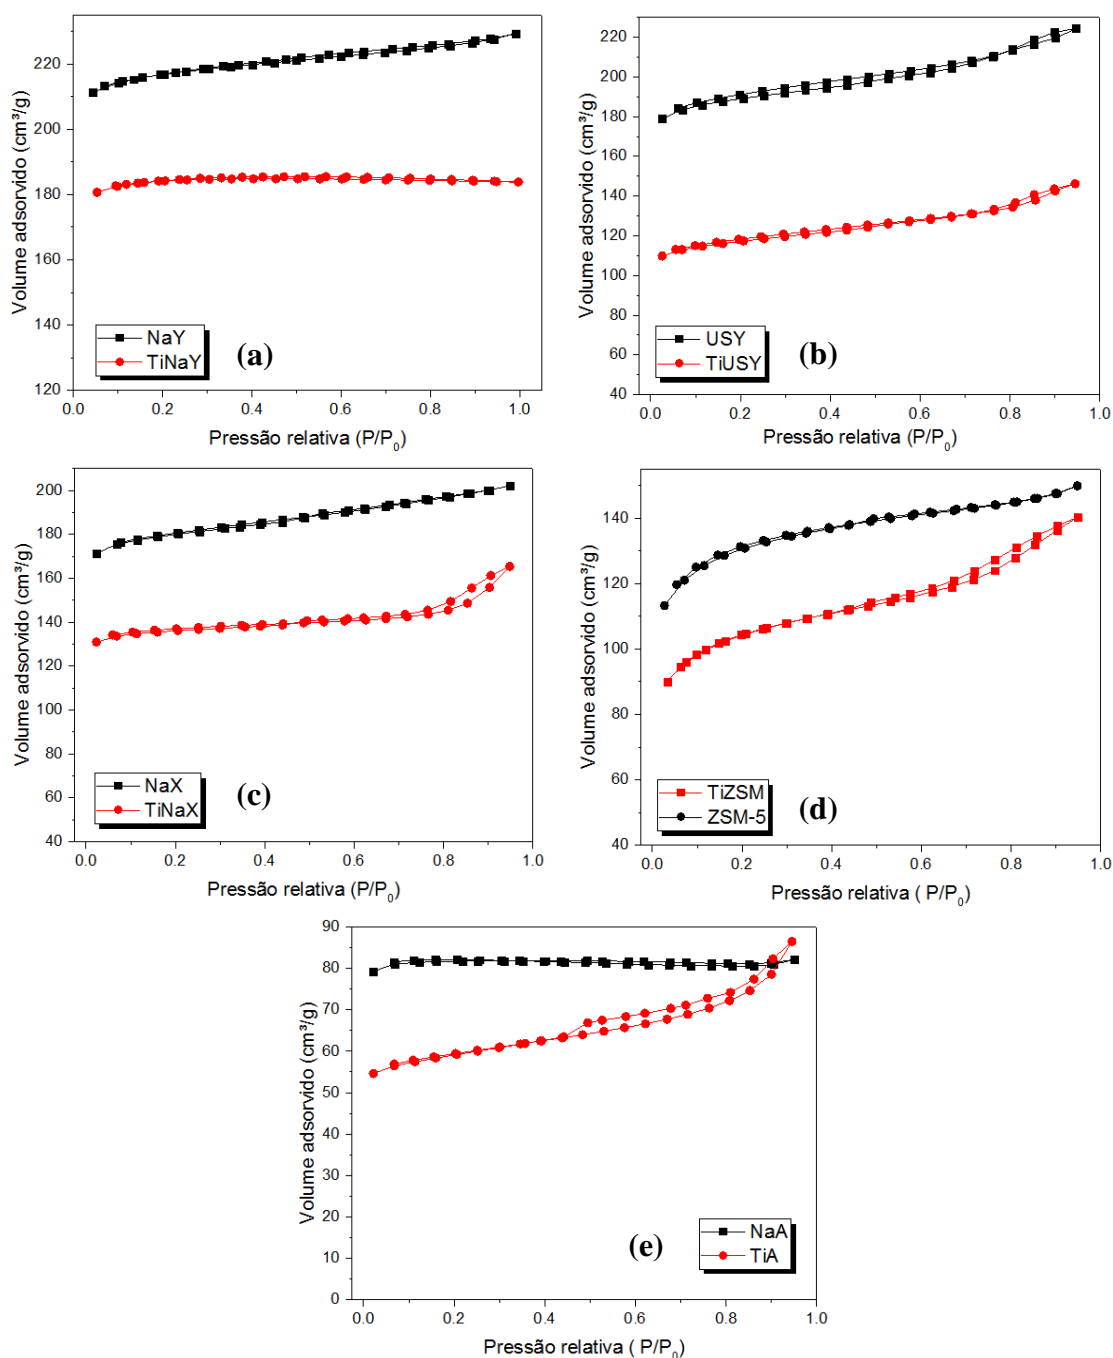 Volume adsorvido (cm³/g)
220
200
180
160
140
120
NaY
TiNaY
(a)
0.0 0.2 0.4 0.6 0.8 1.0
Pressão relativa (P/P₀)
Volume adsorvido (cm³/g)
220
200
180
160
140
120
100
80
60
40
USY
TiUSY
(b)
0.0 0.2 0.4 0.6 0.8 1.0
Pressão relativa (P/P₀)
Volume adsorvido (cm³/g)
200
180
160
140
120
100
80
60
40
NaX
TiNaX
(c)
0.0 0.2 0.4 0.6 0.8 1.0
Pressão relativa (P/P₀)
Volume adsorvido (cm³/g)
140
120
100
80
60
40
TiZSM
ZSM-5
(d)
0.0 0.2 0.4 0.6 0.8 1.0
Pressão relativa ( P/P₀)
Volume adsorvido (cm³/g)
90
80
70
60
50
40
30
20
10
0
NaA
TiA
(e)
0.0 0.2 0.4 0.6 0.8 1.0
Pressão relativa ( P/P₀)